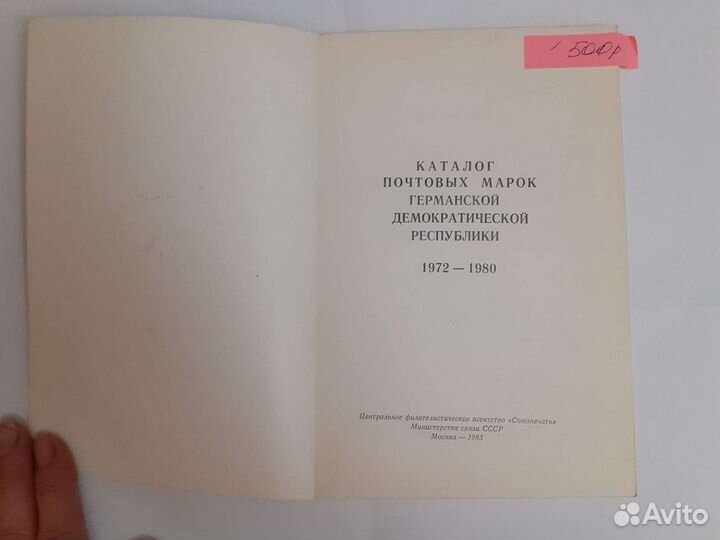 500р
КАТАЛОГ
ПОЧТОВЫХ МАРОК
ГЕРМАНСКОЙ
ДЕМОКРАТИЧЕСКОЙ
РЕСПУБЛИКИ
1972 — 1980
Центральное филателистическое агентство «Союзпечать»
Министерства связи СССР
Москва — 1983
Avito